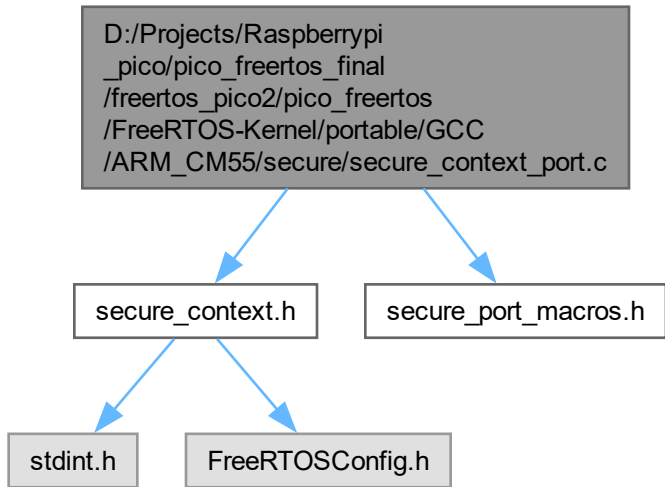 D:/Projects/Raspberrypi
_pico/pico_freertos_final
/freertos_pico2/pico_freertos
/FreeRTOS-Kernel/portable/GCC
/ARM_CM55/secure/secure_context_port.c
secure_context.h
secure_port_macros.h
stdint.h
FreeRTOSConfig.h